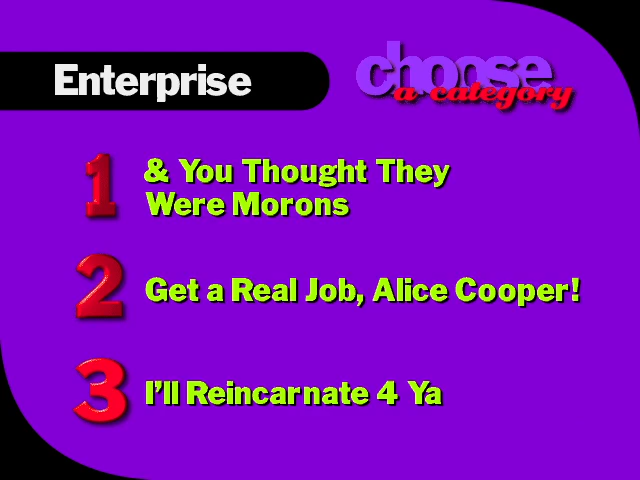 Enterprise
choose
a category
1
& You Thought They
Were Morons
2
Get a Real Job, Alice Cooper!
3
I'll Reincarnate 4 Ya